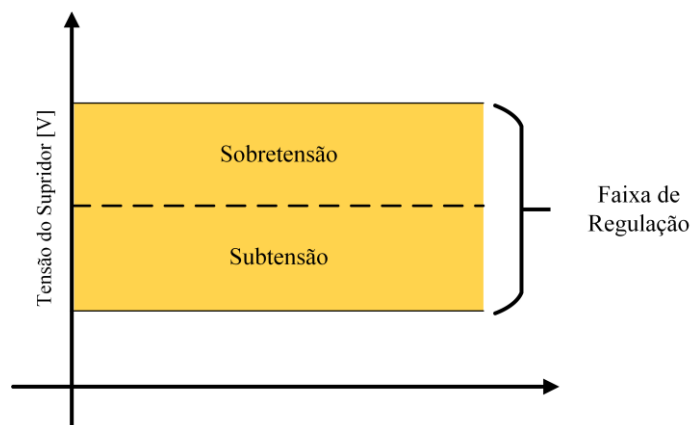 Tensão do Supridor [V]
Sobretensão
Subtensão
Faixa de
Regulação